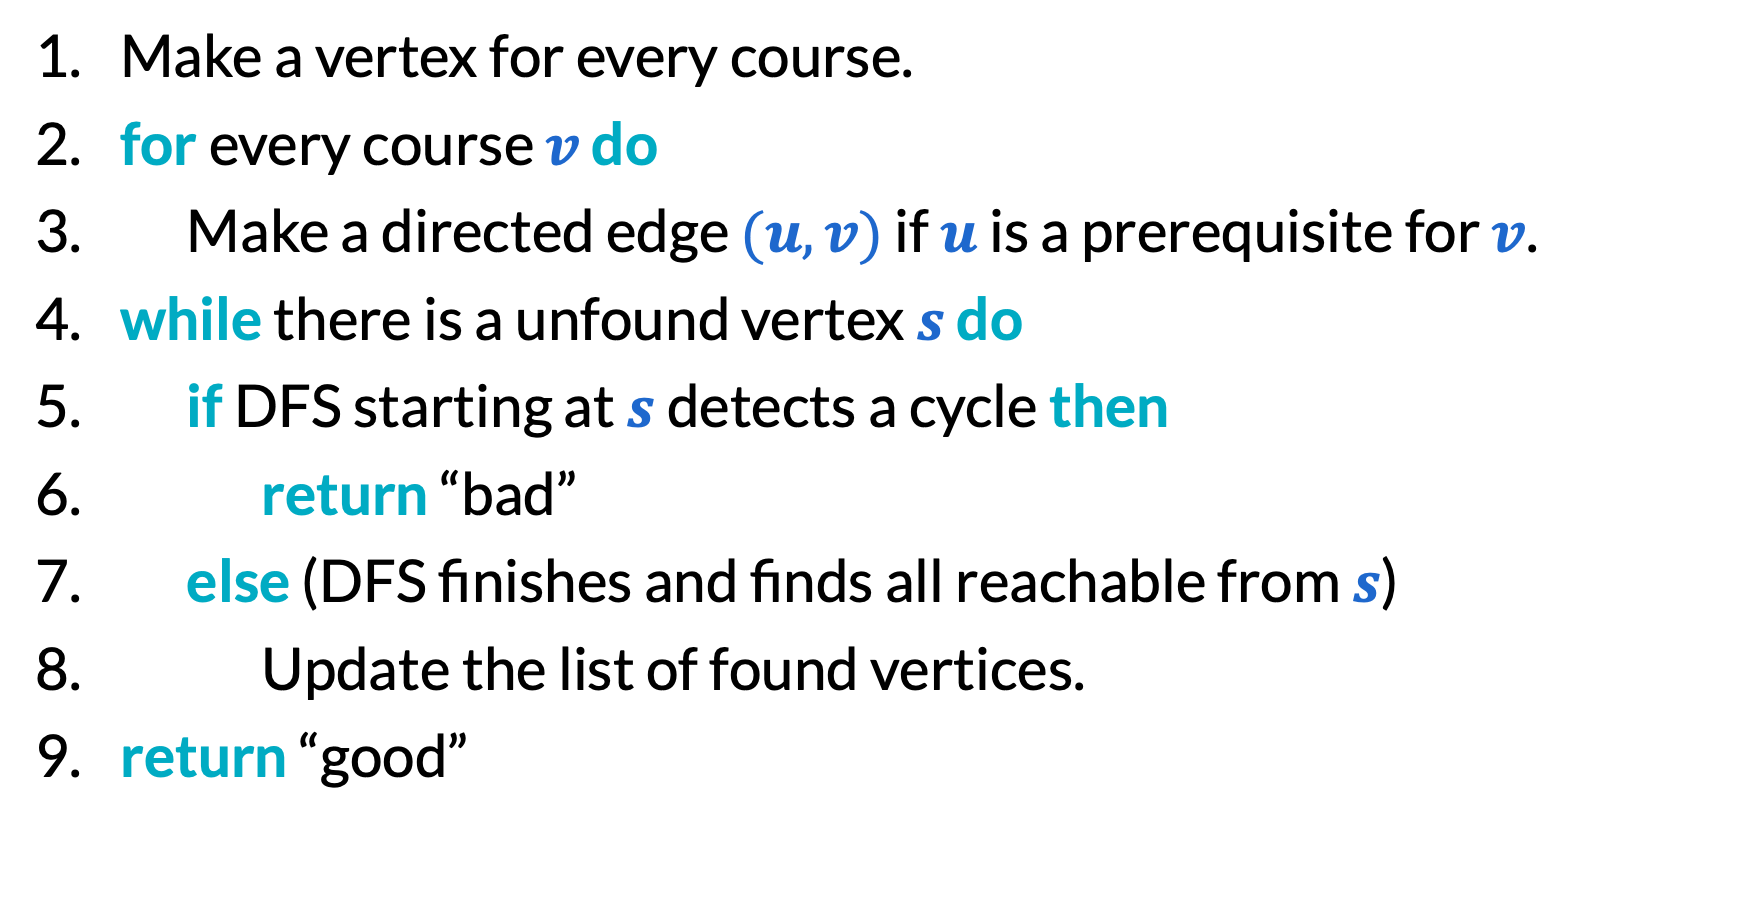 1. Make a vertex for every course.
2. for every course v do
3. Make a directed edge (u, v) if u is a prerequisite for v.
4. while there is a unfound vertex s do
5. if DFS starting at s detects a cycle then
6. return “bad”
7. else (DFS finishes and finds all reachable from s)
8. Update the list of found vertices.
9. return “good”